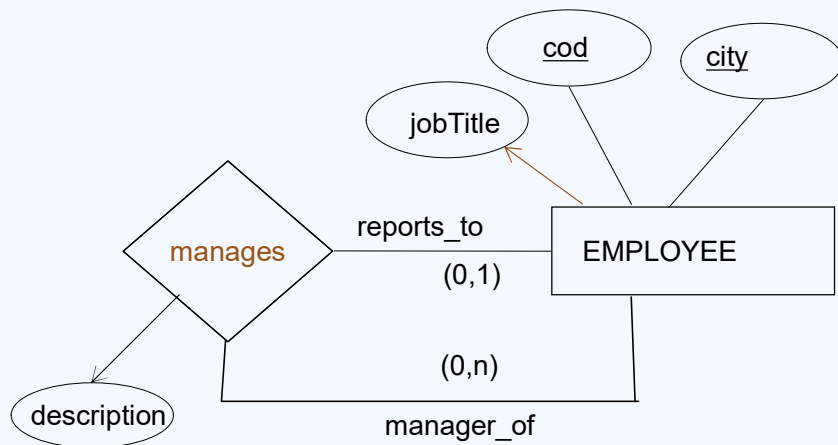 cod
city
jobTitle
reports_to
manages
EMPLOYEE
(0,1)
(0,n)
description
manager_of